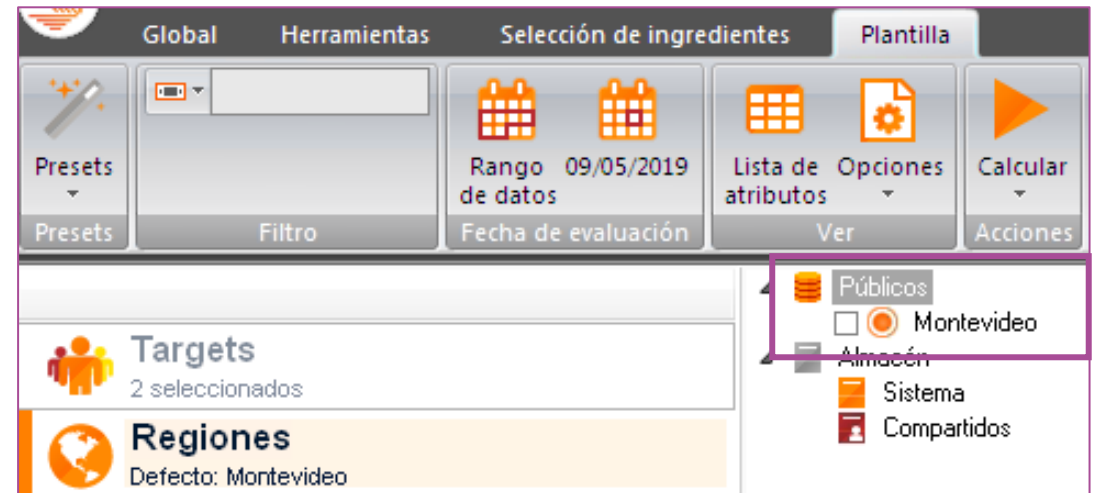 Global Herramientas Selección de ingredientes Plantilla
Presets
Rango de datos
09/05/2019
Lista de atributos
Opciones
Calcular
Presets Filtro Fecha de evaluación Ver Acciones
Targets
2 seleccionados
Regiones
Defecto: Montevideo
Públicos
Montevideo
Almacén
Sistema
Compartidos